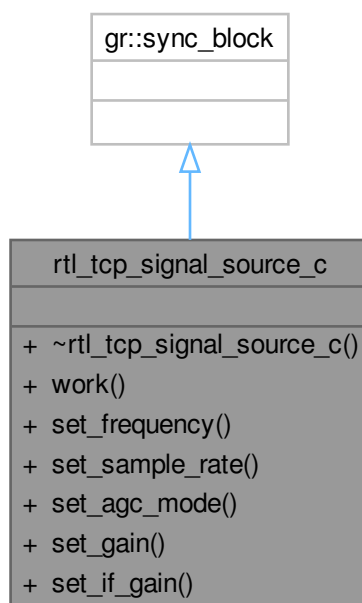 gr::sync_block
rtl_tcp_signal_source_c
+ ~rtl_tcp_signal_source_c()
+ work()
+ set_frequency()
+ set_sample_rate()
+ set_agc_mode()
+ set_gain()
+ set_if_gain()